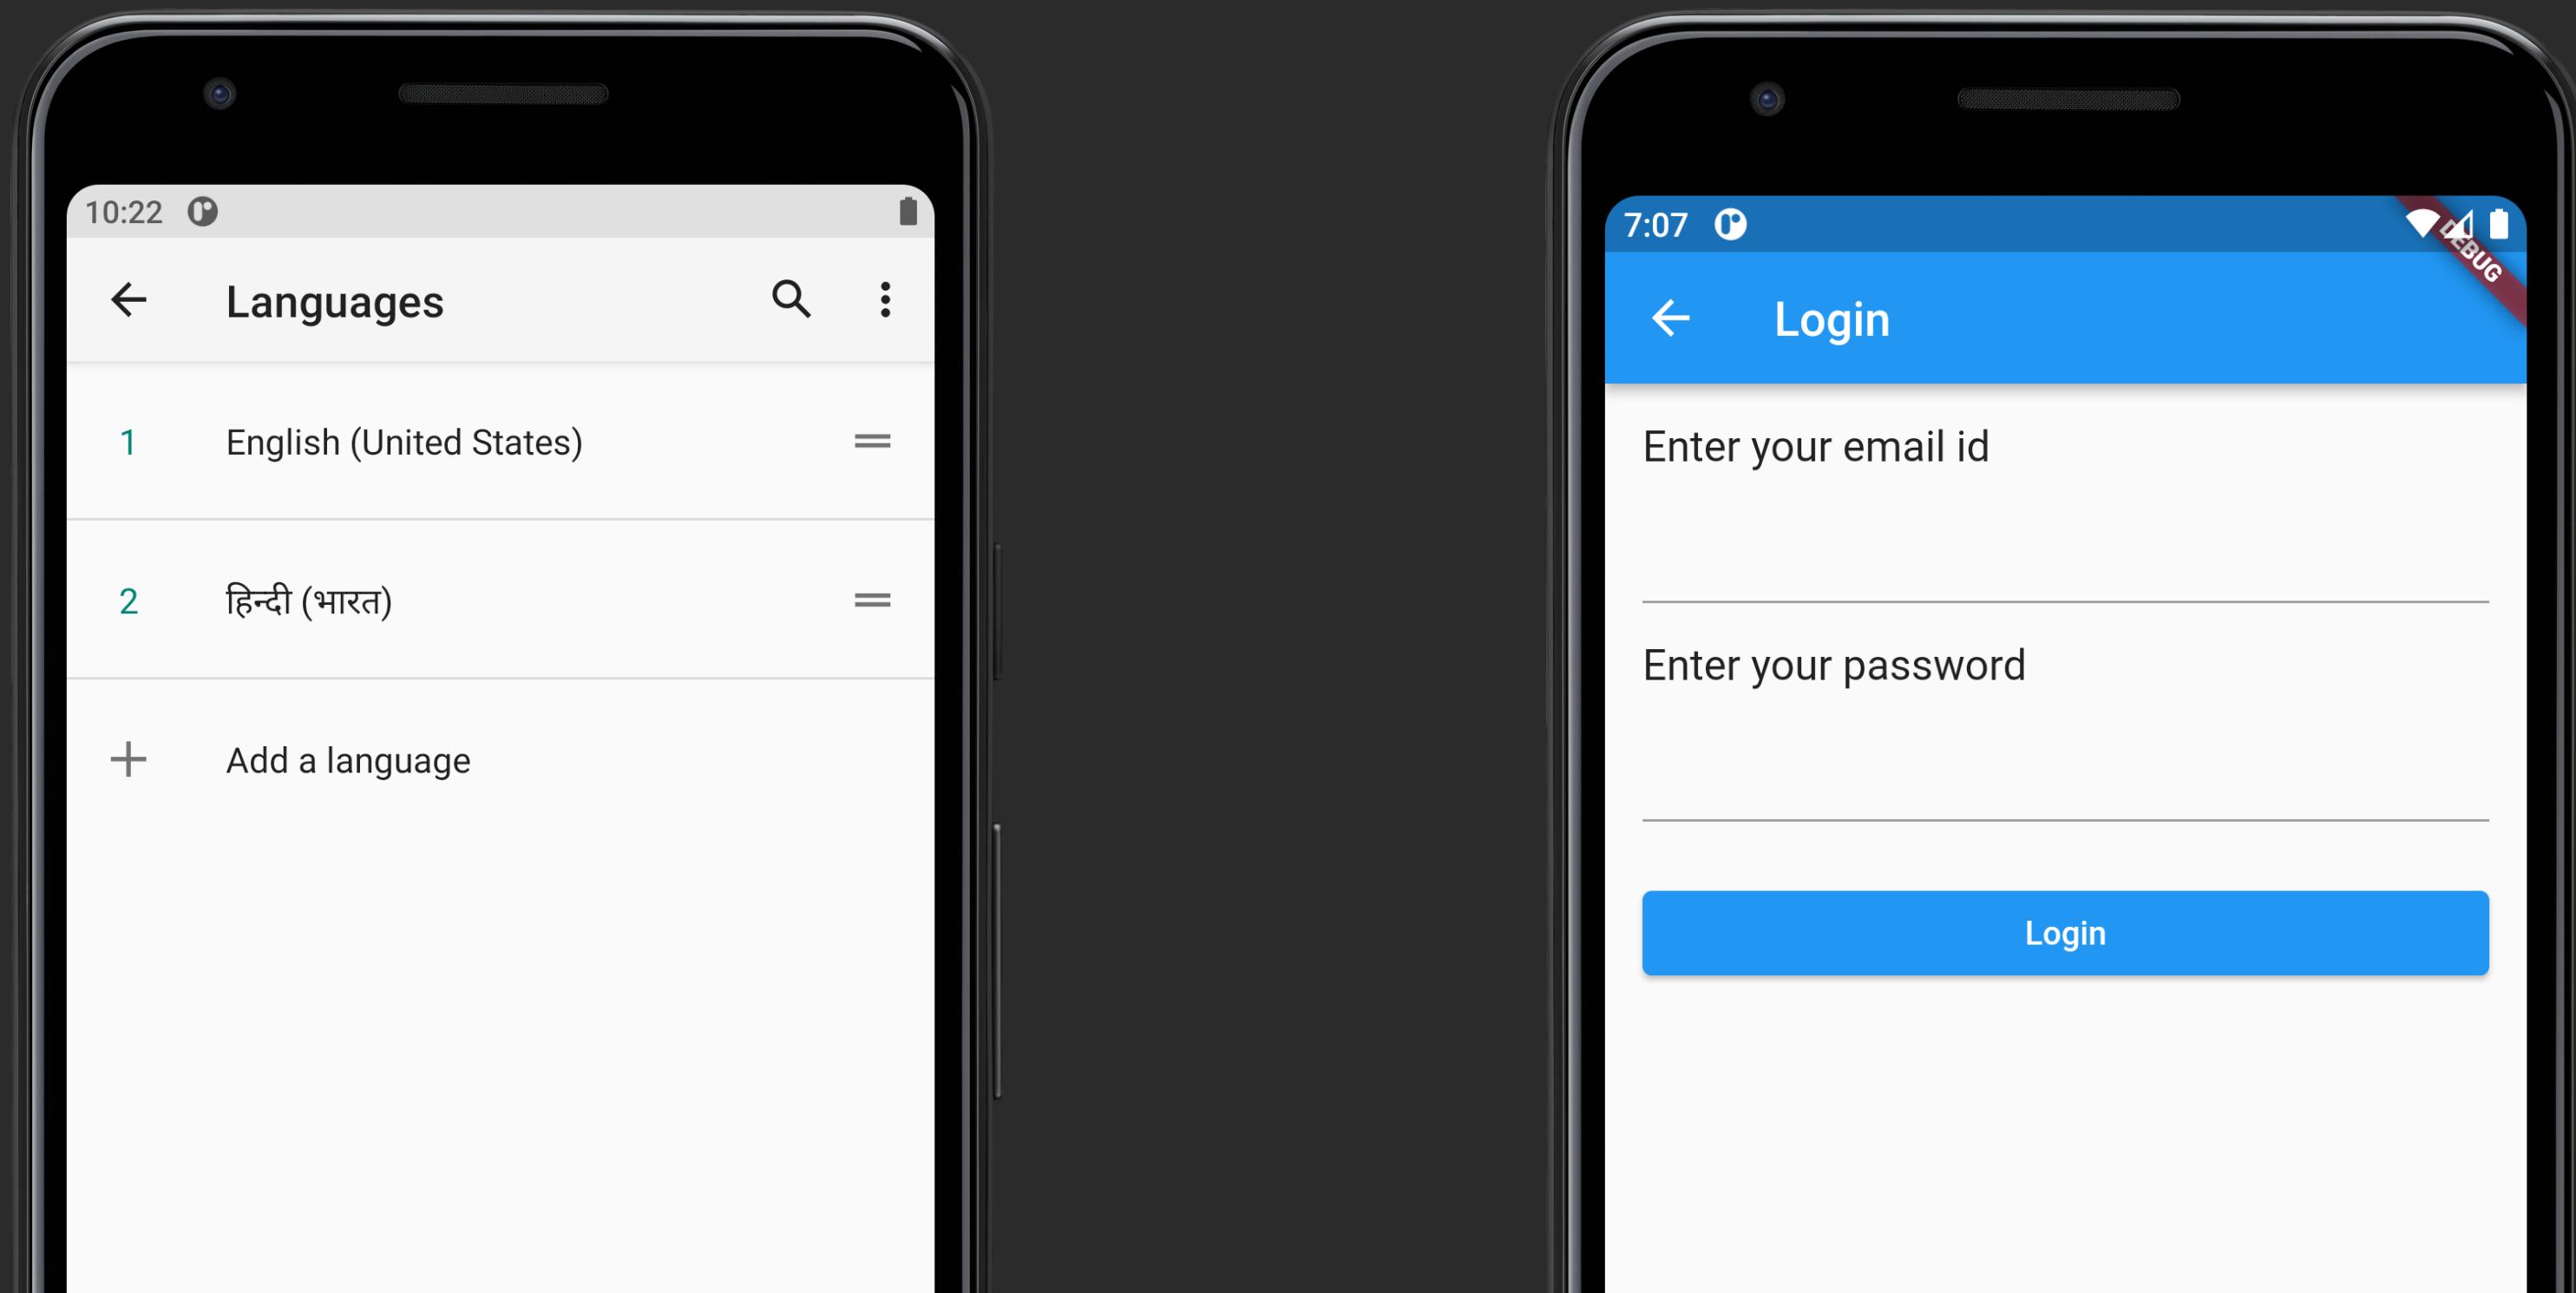 10:22
Languages
1 English (United States)
2 हिन्दी (भारत)
Add a language
7:07
DEBUG
Login
Enter your email id
Enter your password
Login